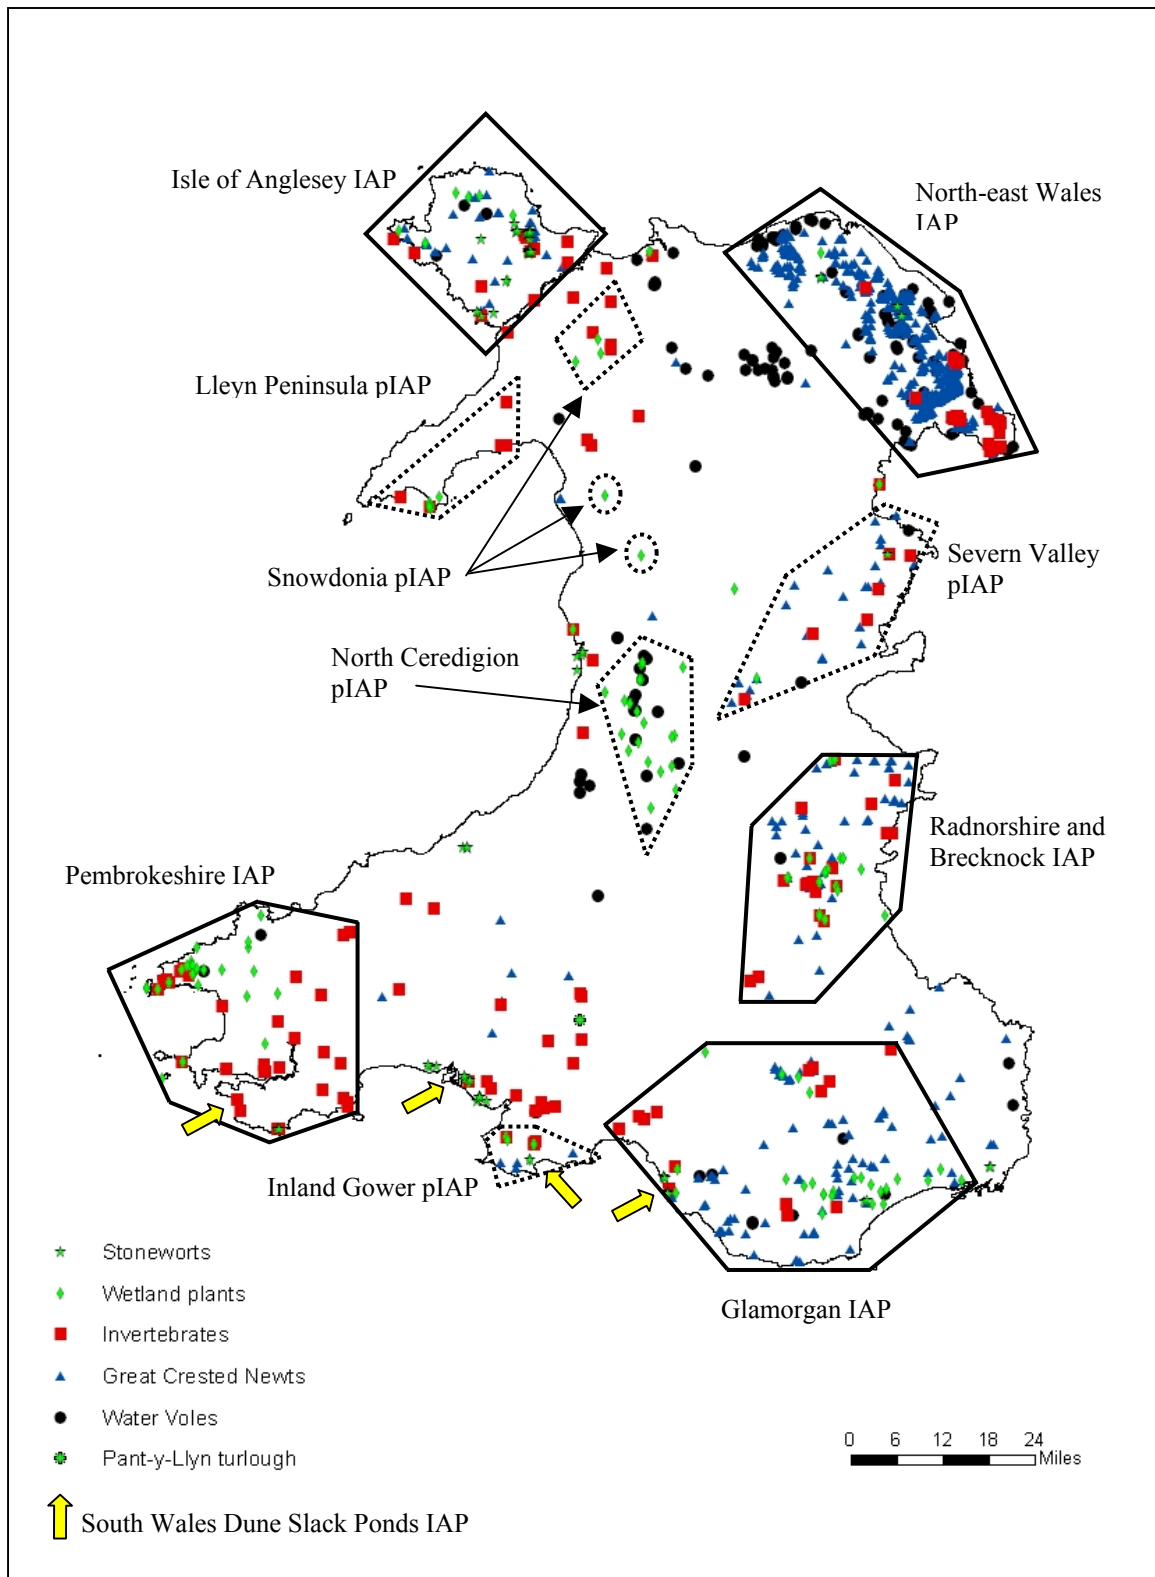 Isle of Anglesey IAP
North-east Wales
IAP
Lleyn Peninsula pIAP
Snowdonia pIAP
Severn Valley
pIAP
North Ceredigion
pIAP
Radnorshire and
Brecknock IAP
Pembrokeshire IAP
Inland Gower pIAP
Glamorgan IAP
Stoneworts
Wetland plants
Invertebrates
Great Crested Newts
Water Voles
Pant-y-Llyn turlough
South Wales Dune Slack Ponds IAP
0 6 12 18 24
Miles